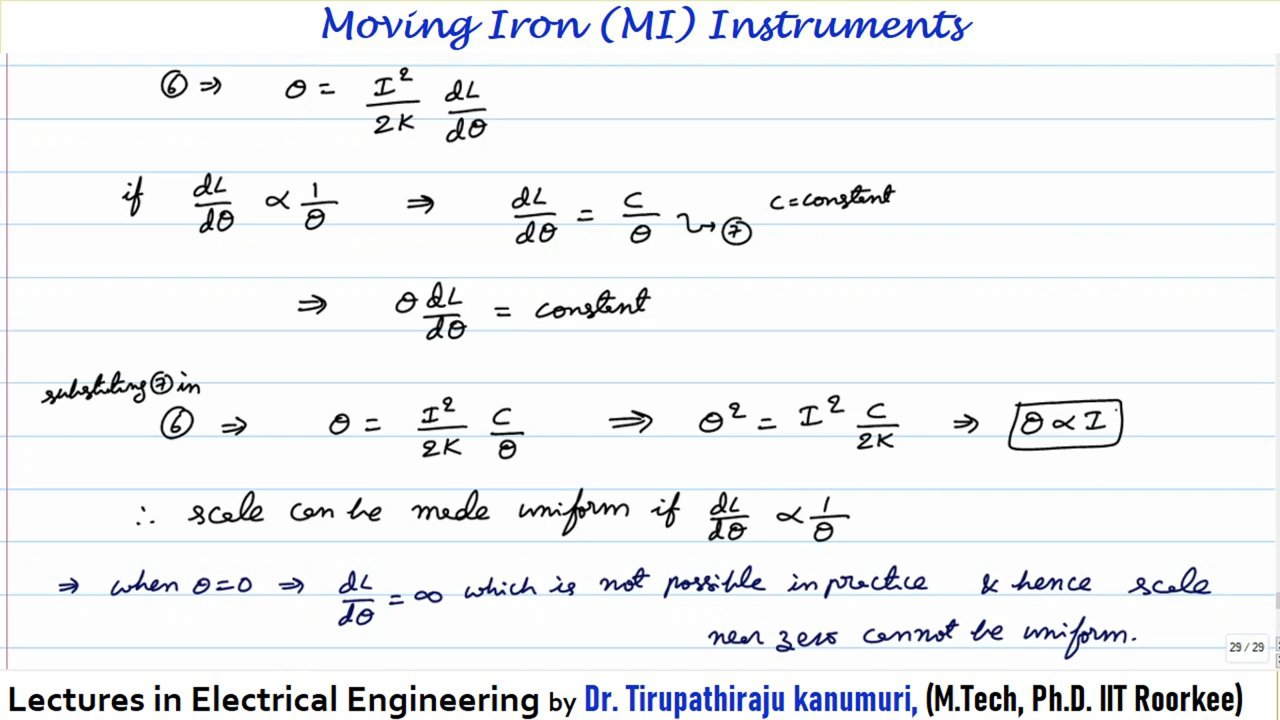 Moving Iron (MI) Instruments
⑥ ⇒ θ = I²/2K dL/dθ
if dL/dθ ∝ 1/θ ⇒ dL/dθ = C/θ ↳ ⑦ C = constant
⇒ θ dL/dθ = constant
substituting ⑦ in
⑥ ⇒ θ = I²/2K C/θ ⇒ θ² = I² C/2K ⇒ θ ∝ I
∴ scale can be made uniform if dL/dθ ∝ 1/θ
⇒ when θ=0 ⇒ dL/dθ = ∞ which is not possible in practice & hence scale
near zero cannot be uniform.
29 / 29
Lectures in Electrical Engineering by Dr. Tirupathiraju kanumuri, (M.Tech, Ph.D. IIT Roorkee)